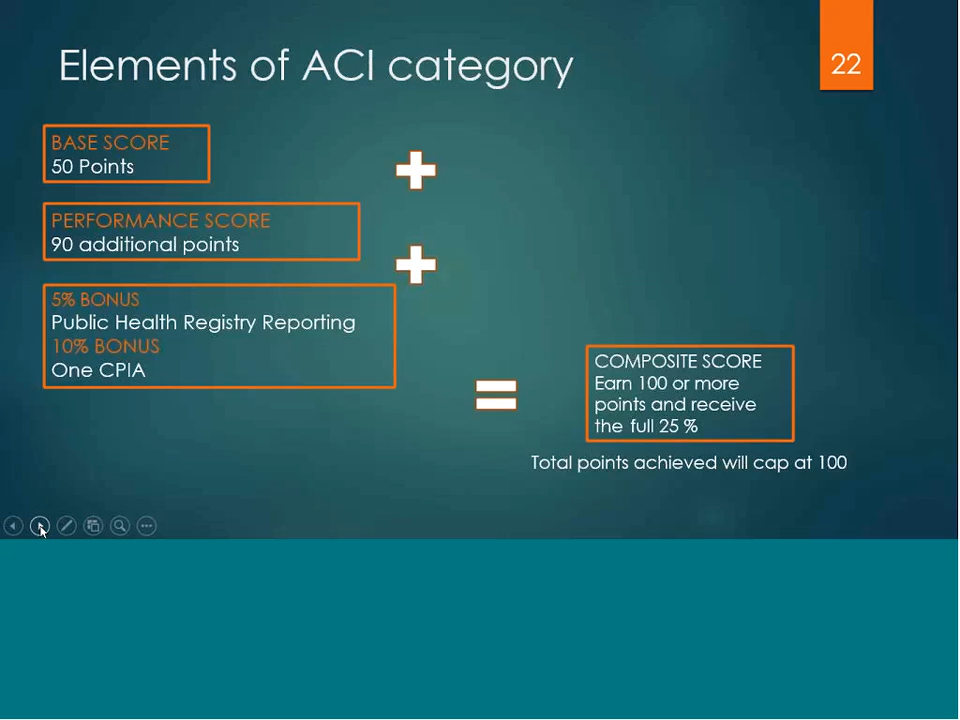 Elements of ACI category
22
BASE SCORE
50 Points
PERFORMANCE SCORE
90 additional points
5% BONUS
Public Health Registry Reporting
10% BONUS
One CPIA
COMPOSITE SCORE
Earn 100 or more
points and receive
the full 25 %
Total points achieved will cap at 100